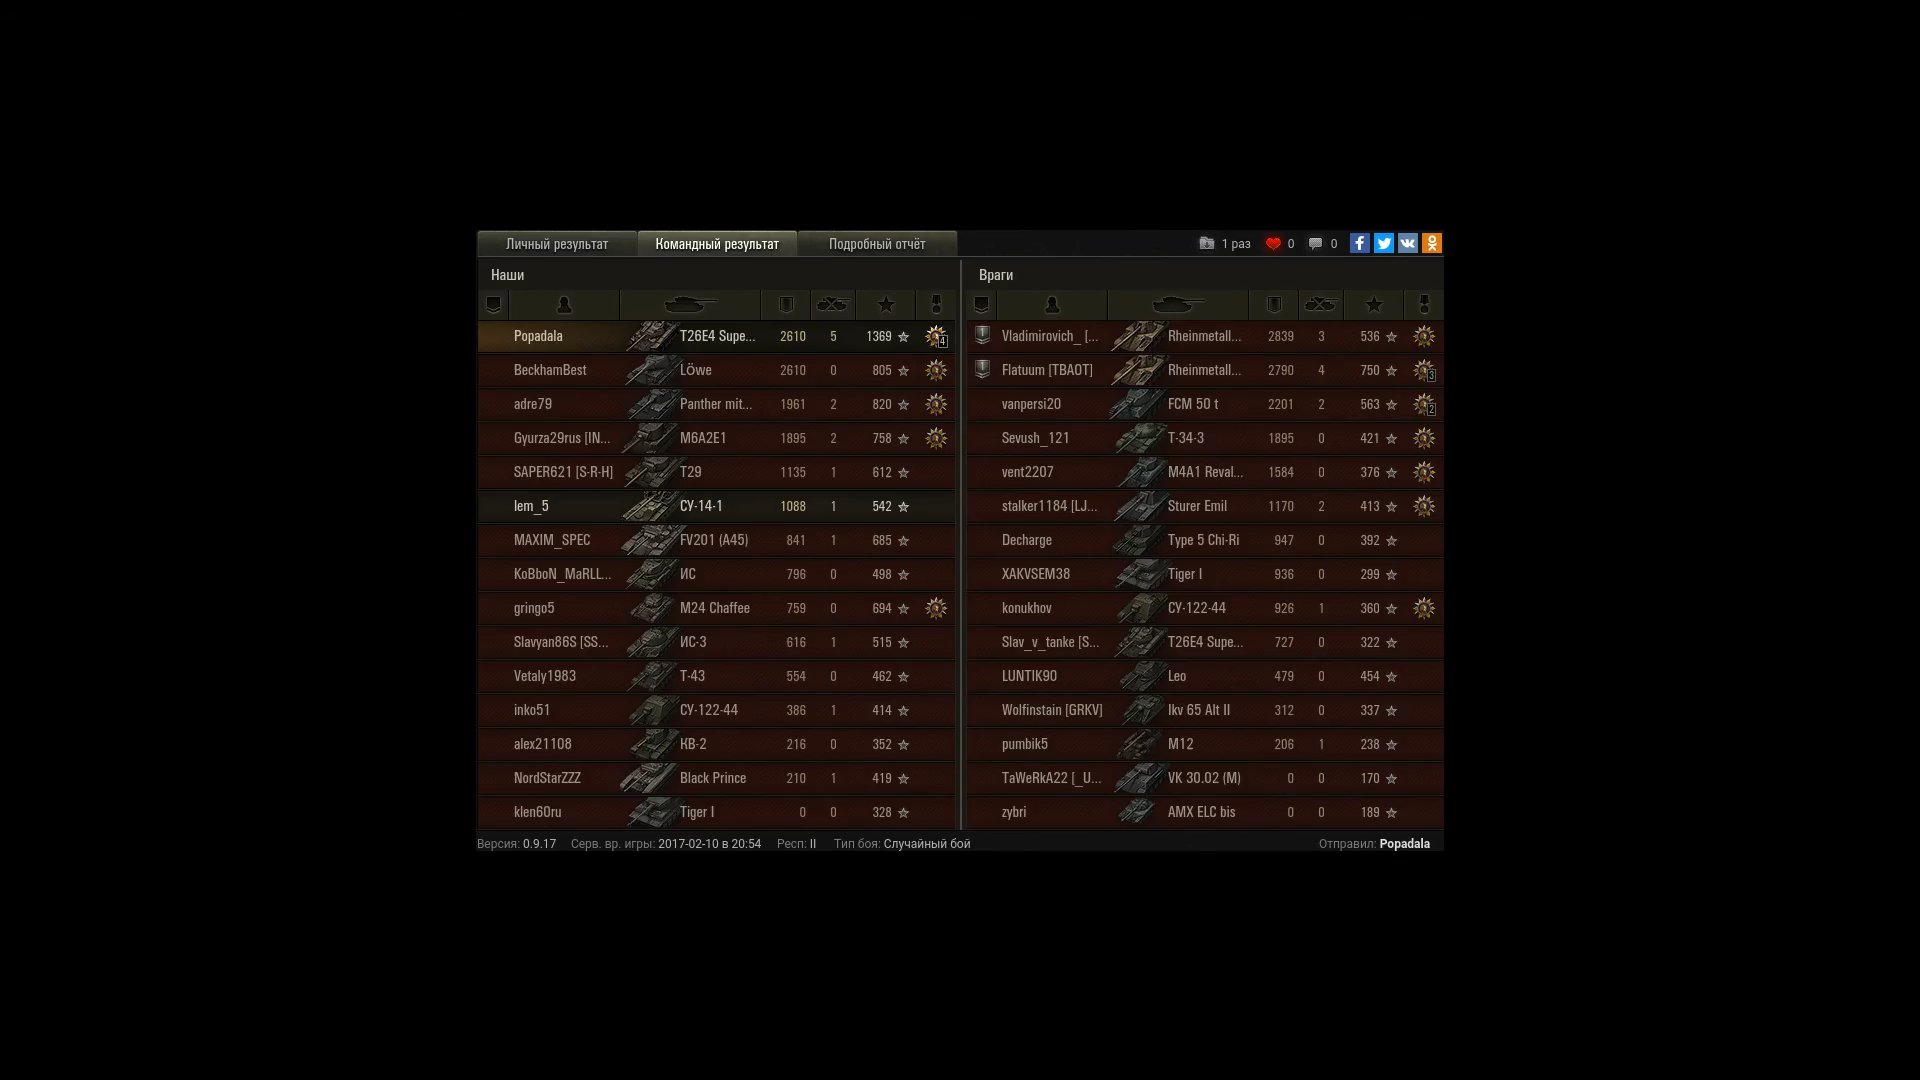 Личный результат Командный результат Подробный отчёт 1 раз 0 0
Наши Враги
Popadala T26E4 Supe... 2610 5 1369 4 Vladimirovich_ [... Rheinmetall... 2839 3 536
BeckhamBest Löwe 2610 0 805 Flatuum [TBAOT] Rheinmetall... 2790 4 750 3
adre79 Panther mit... 1961 2 820 vanpersi20 FCM 50 t 2201 2 563 2
Gyurza29rus [IN... M6A2E1 1895 2 758 Sevush_121 T-34-3 1895 0 421
SAPER621 [S-R-H] T29 1135 1 612 vent2207 M4A1 Reval... 1584 0 376
lem_5 СУ-14-1 1088 1 542 stalker1184 [LJ... Sturer Emil 1170 2 413
MAXIM_SPEC FV201 (A45) 841 1 685 Decharge Type 5 Chi-Ri 947 0 392
KoBboN_MaRLL... ИС 796 0 498 XAKVSEM38 Tiger I 936 0 299
gringo5 M24 Chaffee 759 0 694 konukhov СУ-122-44 926 1 360
Slavyan86S [SS... ИС-3 616 1 515 Slav_v_tanke [S... T26E4 Supe... 727 0 322
Vetaly1983 Т-43 554 0 462 LUNTIK90 Leo 479 0 454
inko51 СУ-122-44 386 1 414 Wolfinstain [GRKV] Ikv 65 Alt II 312 0 337
alex21108 КВ-2 216 0 352 pumbik5 M12 206 1 238
NordStarZZZ Black Prince 210 1 419 TaWeRkA22 [_U... VK 30.02 (M) 0 0 170
klen60ru Tiger I 0 0 328 zybri AMX ELC bis 0 0 189
Версия: 0.9.17 Серв. вр. игры: 2017-02-10 в 20:54 Респ: II Тип боя: Случайный бой Отправил: Popadala